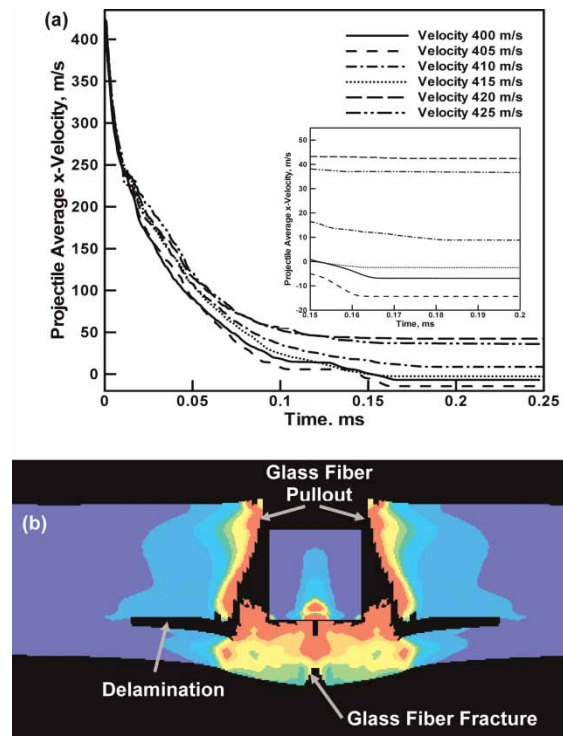 (a)
Velocity 400 m/s
Velocity 405 m/s
Velocity 410 m/s
Velocity 415 m/s
Velocity 420 m/s
Velocity 425 m/s
Projectile Average x-Velocity, m/s
400
350
300
250
200
150
100
50
0
0
0.05
0.1
0.15
0.2
0.25
Time. ms
Projectile Average x-Velocity, m/s
50
40
30
20
10
0
-10
-20
0.15
0.16
0.17
0.18
0.19
0.2
Time, ms
(b)
Glass Fiber
Pullout
Delamination
Glass Fiber Fracture